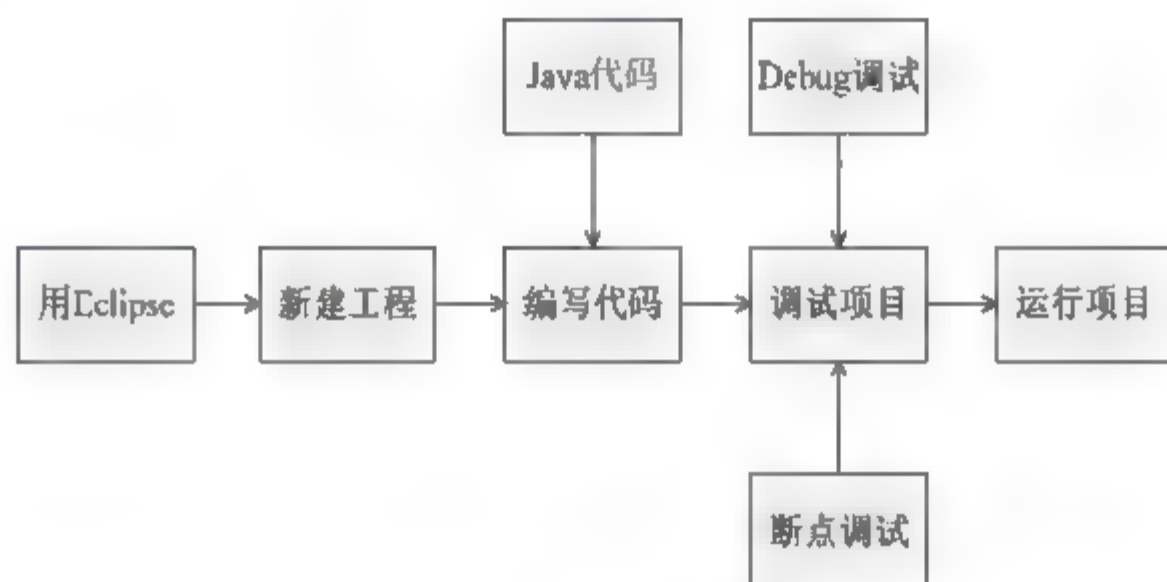 Java代码
Debug调试
用Eclipse
新建工程
编写代码
调试项目
运行项目
断点调试